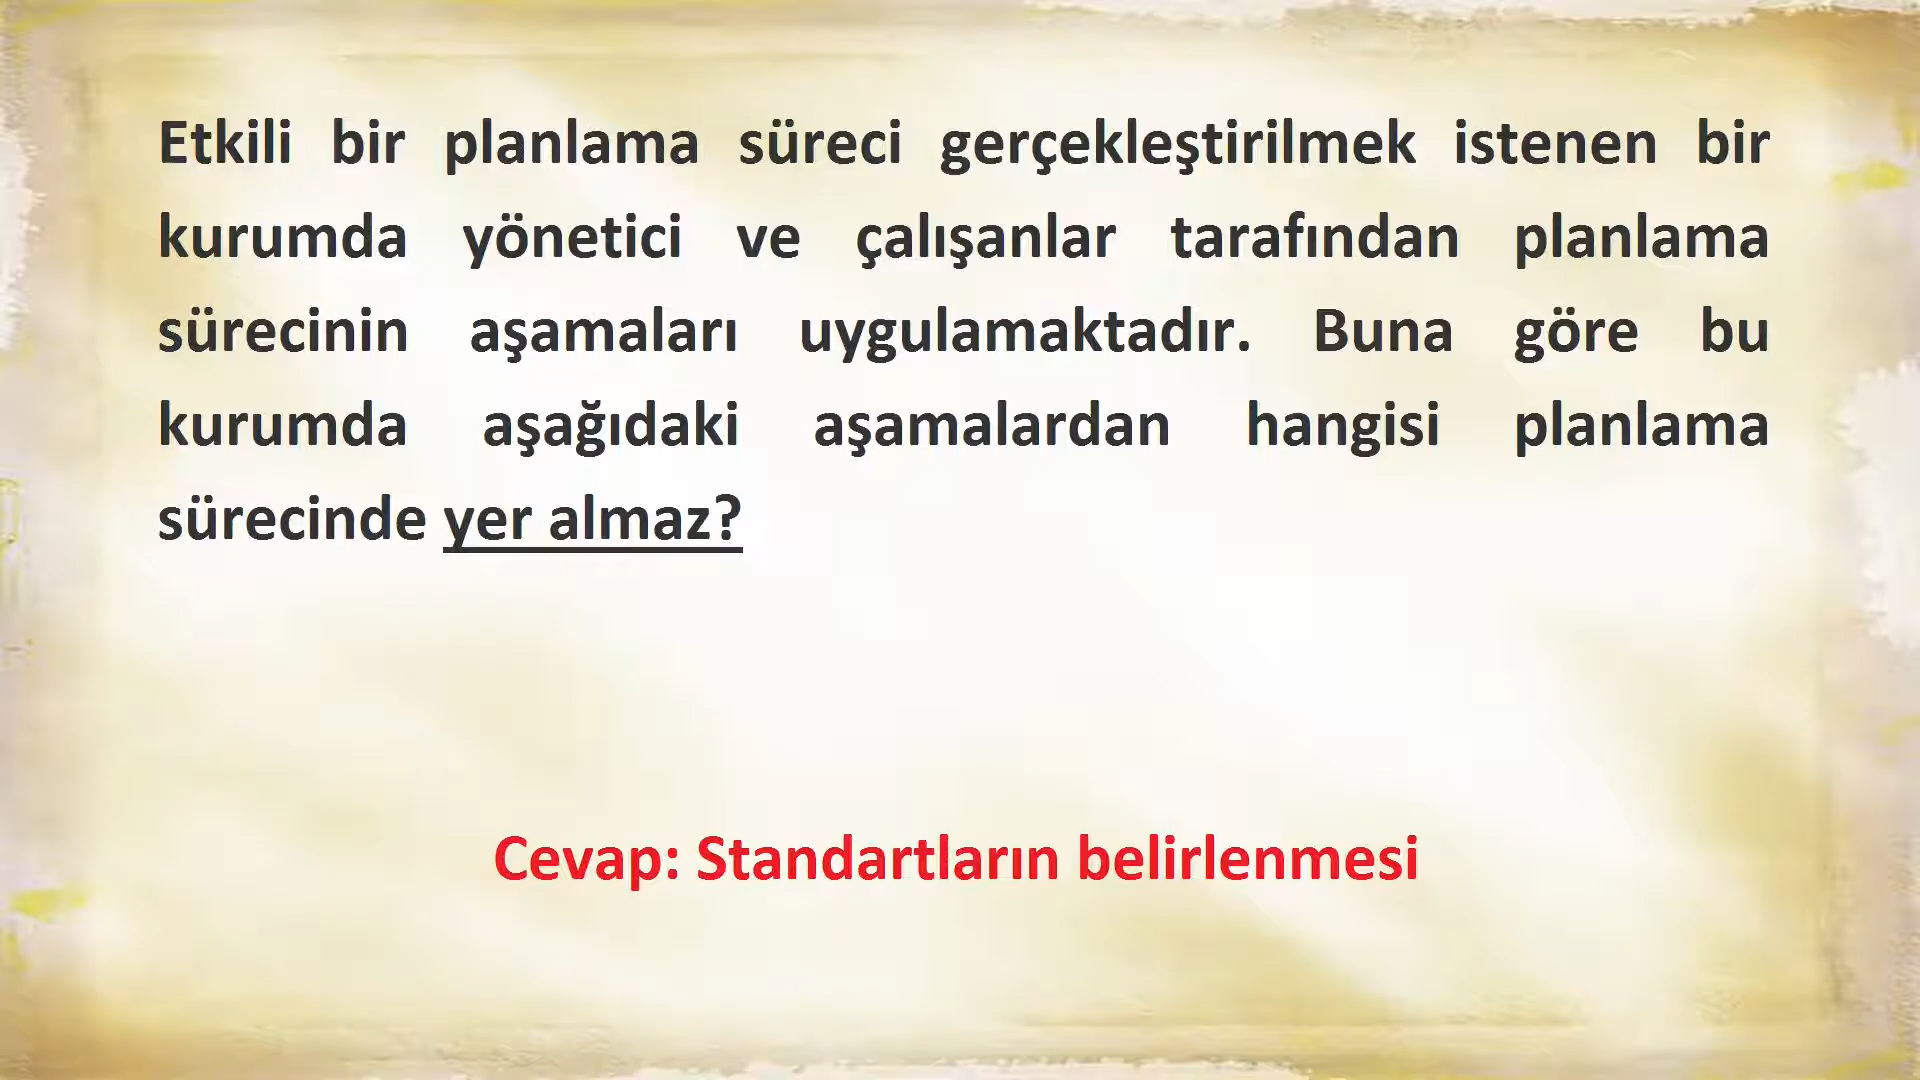 Etkili bir planlama süreci gerçekleştirilmek istenen bir
kurumda yönetici ve çalışanlar tarafından planlama
sürecinin aşamaları uygulamaktadır. Buna göre bu
kurumda aşağıdaki aşamalardan hangisi planlama
sürecinde yer almaz?
Cevap: Standartların belirlenmesi